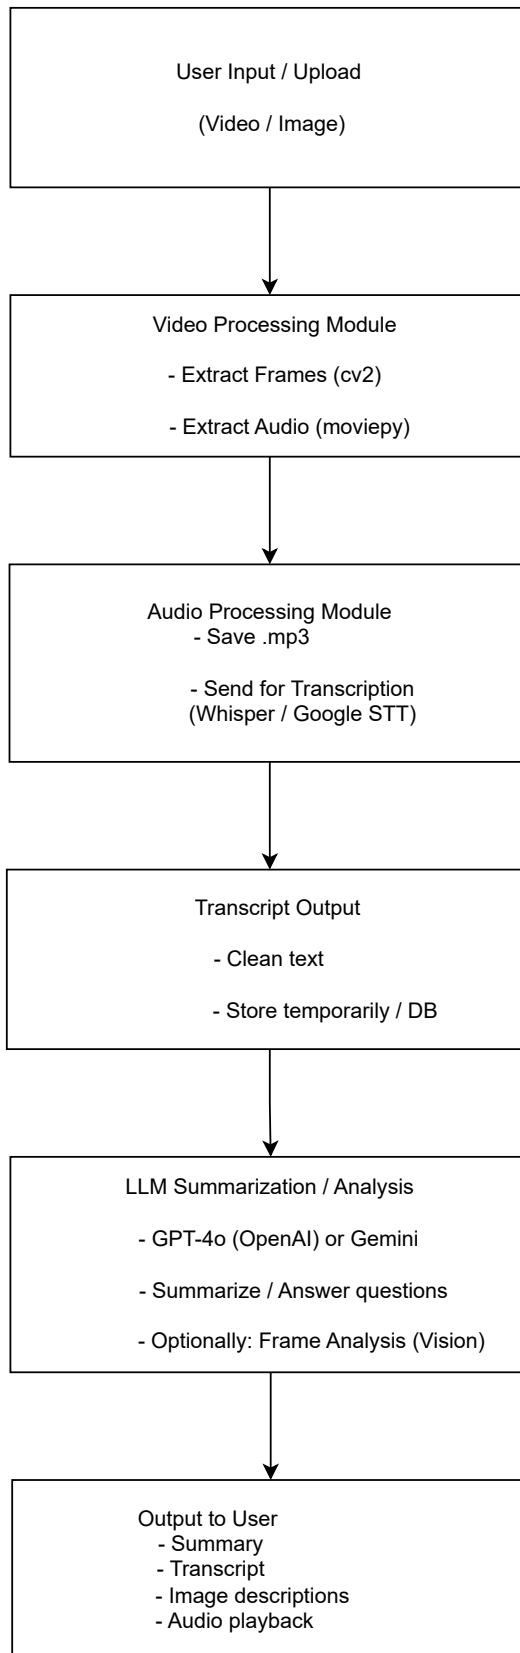 User Input / Upload
(Video / Image)
Video Processing Module
- Extract Frames (cv2)
- Extract Audio (moviepy)
Audio Processing Module
- Save .mp3
- Send for Transcription
(Whisper / Google STT)
Transcript Output
- Clean text
- Store temporarily / DB
LLM Summarization / Analysis
- GPT-4o (OpenAI) or Gemini
- Summarize / Answer questions
- Optionally: Frame Analysis (Vision)
Output to User
- Summary
- Transcript
- Image descriptions
- Audio playback